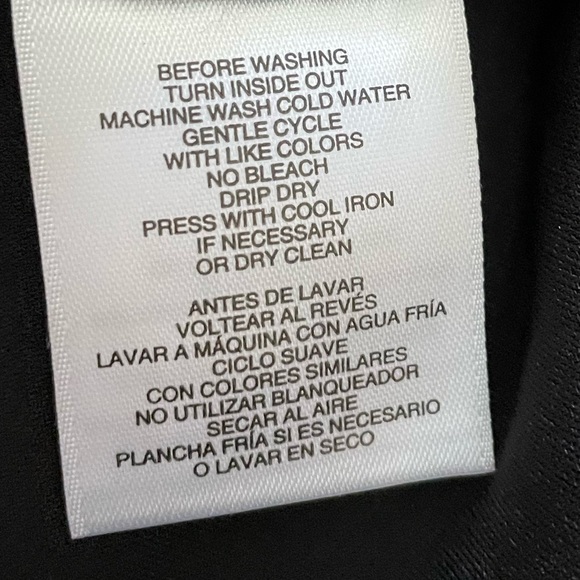 BEFORE WASHING
TURN INSIDE OUT
MACHINE WASH COLD WATER
GENTLE CYCLE
WITH LIKE COLORS
NO BLEACH
DRIP DRY
PRESS WITH COOL IRON
IF NECESSARY
OR DRY CLEAN
ANTES DE LAVAR
VOLTEAR AL REVÉS
LAVAR A MÁQUINA CON AGUA FRÍA
CICLO SUAVE
CON COLORES SIMILARES
NO UTILIZAR BLANQUEADOR
SECAR AL AIRE
PLANCHA FRÍA SI ES NECESARIO
O LAVAR EN SECO